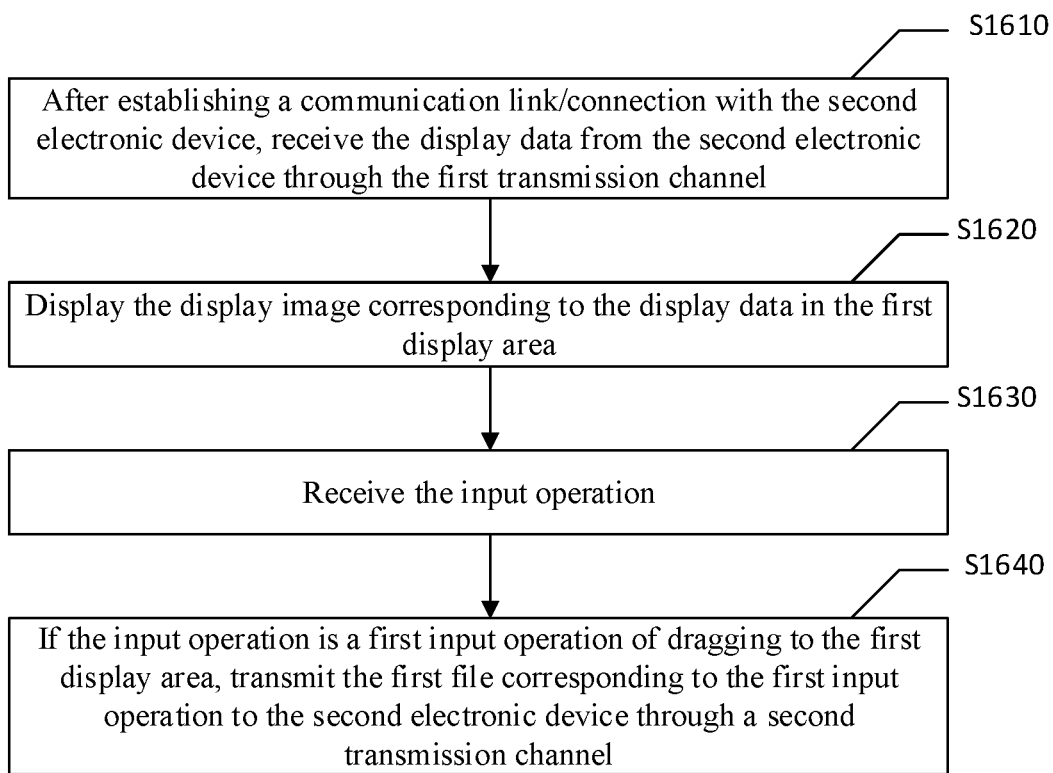 S1610
After establishing a communication link/connection with the second
electronic device, receive the display data from the second electronic
device through the first transmission channel
S1620
Display the display image corresponding to the display data in the first
display area
S1630
Receive the input operation
S1640
If the input operation is a first input operation of dragging to the first
display area, transmit the first file corresponding to the first input
operation to the second electronic device through a second
transmission channel